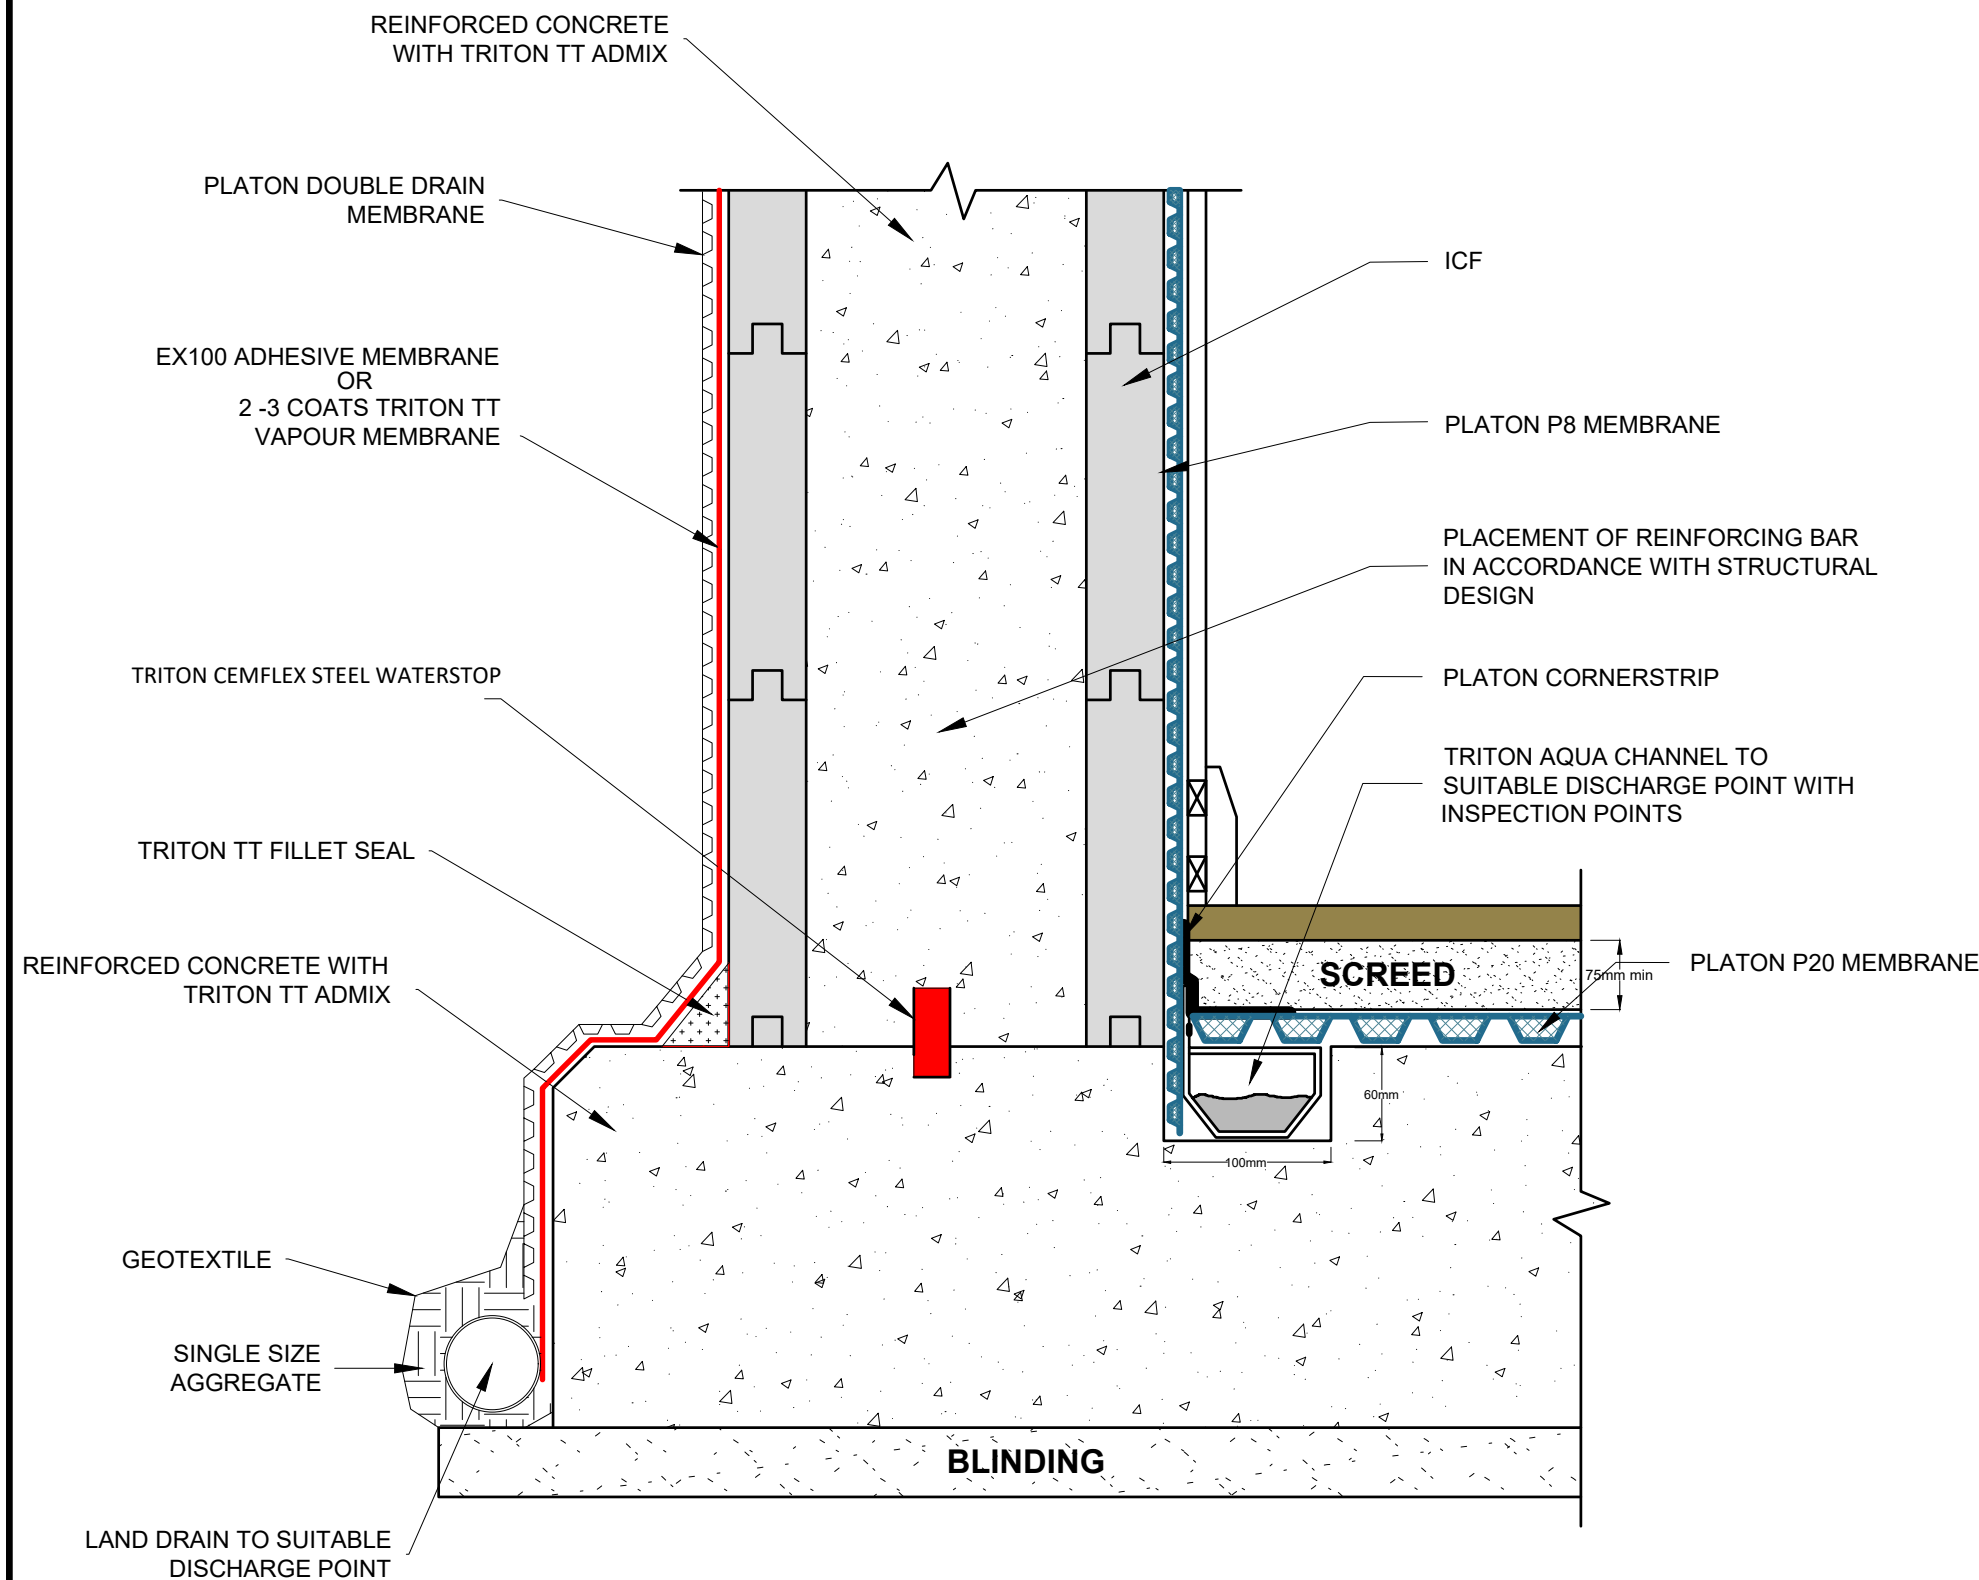 REINFORCED CONCRETE
WITH TRITON TT ADMIX
PLATON DOUBLE DRAIN
MEMBRANE
EX100 ADHESIVE MEMBRANE
OR
2 -3 COATS TRITON TT
VAPOUR MEMBRANE
TRITON CEMFLEX STEEL WATERSTOP
TRITON TT FILLET SEAL
REINFORCED CONCRETE WITH
TRITON TT ADMIX
GEOTEXTILE
SINGLE SIZE
AGGREGATE
LAND DRAIN TO SUITABLE
DISCHARGE POINT
ICF
PLATON P8 MEMBRANE
PLACEMENT OF REINFORCING BAR
IN ACCORDANCE WITH STRUCTURAL
DESIGN
PLATON CORNERSTRIP
TRITON AQUA CHANNEL TO
SUITABLE DISCHARGE POINT WITH
INSPECTION POINTS
SCREED
75mm min
PLATON P20 MEMBRANE
60mm
100mm
BLINDING